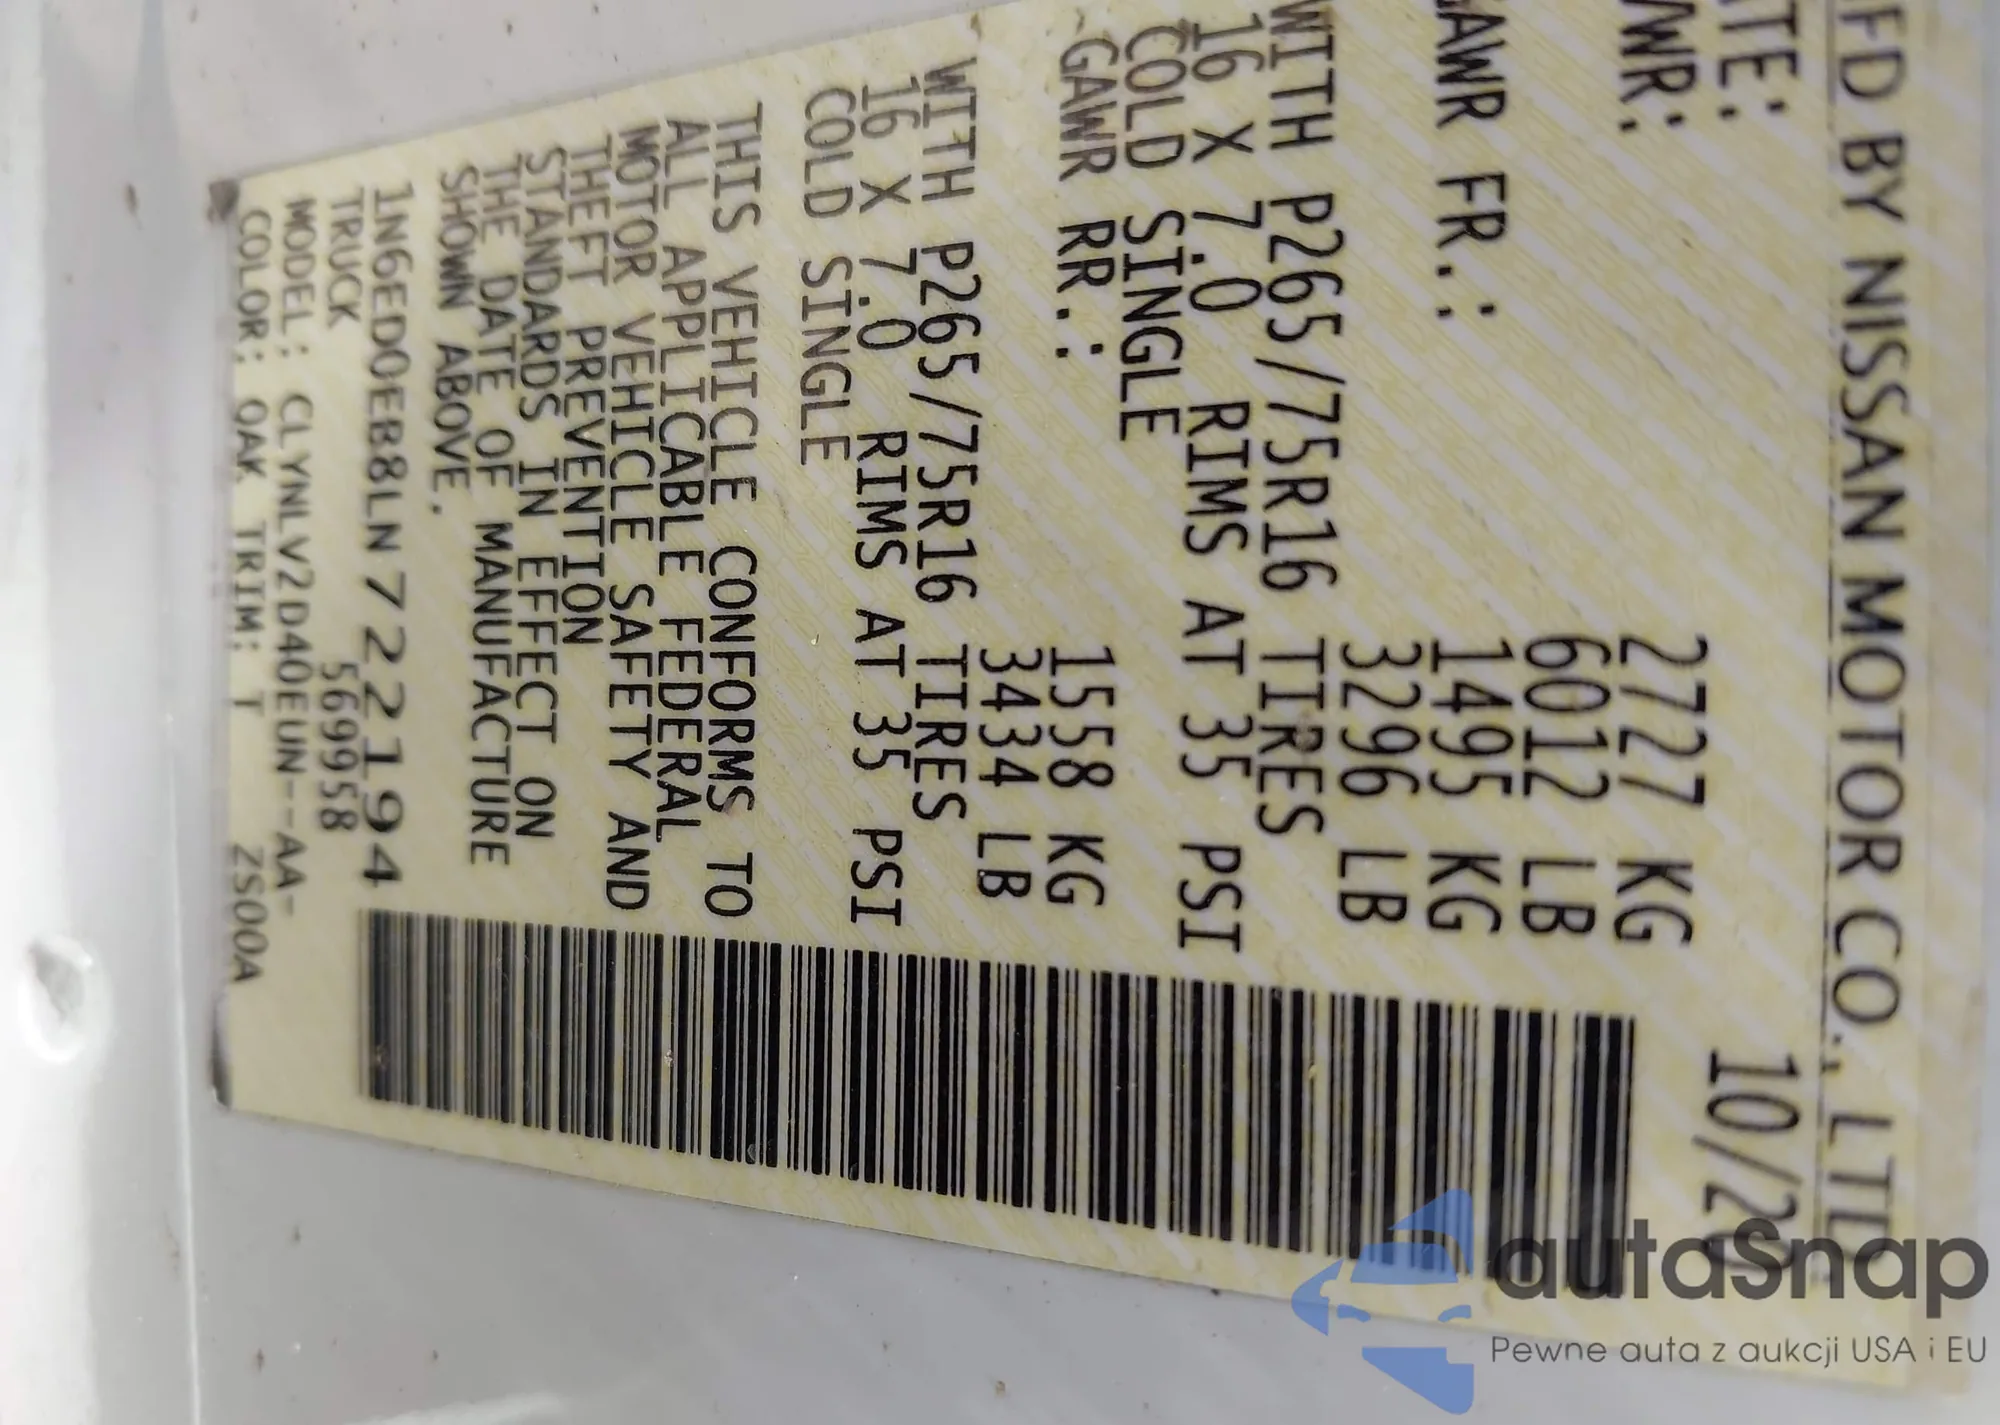 MFD BY NISSAN MOTOR CO., LTD.
DATE: 10/20
GVWR: 2727 KG
6012 LB
GAWR FR.: 1495 KG
3296 LB
WITH P265/75R16 TIRES
16 X 7.0 RIMS AT 35 PSI
COLD SINGLE
GAWR RR.: 1558 KG
3434 LB
WITH P265/75R16 TIRES
16 X 7.0 RIMS AT 35 PSI
COLD SINGLE
THIS VEHICLE CONFORMS TO
ALL APPLICABLE FEDERAL
MOTOR VEHICLE SAFETY AND
THEFT PREVENTION
STANDARDS IN EFFECT ON
THE DATE OF MANUFACTURE
SHOWN ABOVE.
1N6ED0EB8LN722194
TRUCK 569958
MODEL: CLYNLV2D40EUN--AA-
COLOR: QAK TRIM: T 2S00A
autaSnap
Pewne auta z aukcji USA i EU